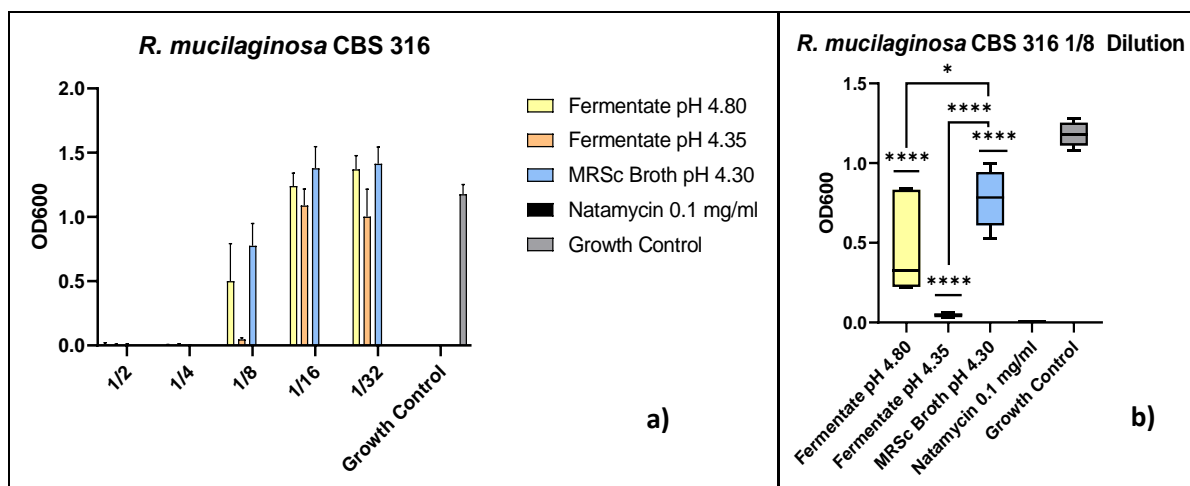 R. mucilaginosa CBS 316
2.0
1.5
1.0
0.5
0.0
OD600
1/2
1/4
1/8
1/16
1/32
Growth Control
Fermentate pH 4.80
Fermentate pH 4.35
MRSc Broth pH 4.30
Natamycin 0.1 mg/ml
Growth Control
a)
R. mucilaginosa CBS 316 1/8 Dilution
1.5
1.0
0.5
0.0
OD600
*
****
****
****
****
Fermentate pH 4.80
Fermentate pH 4.35
MRSc Broth pH 4.30
Natamycin 0.1 mg/ml
Growth Control
b)